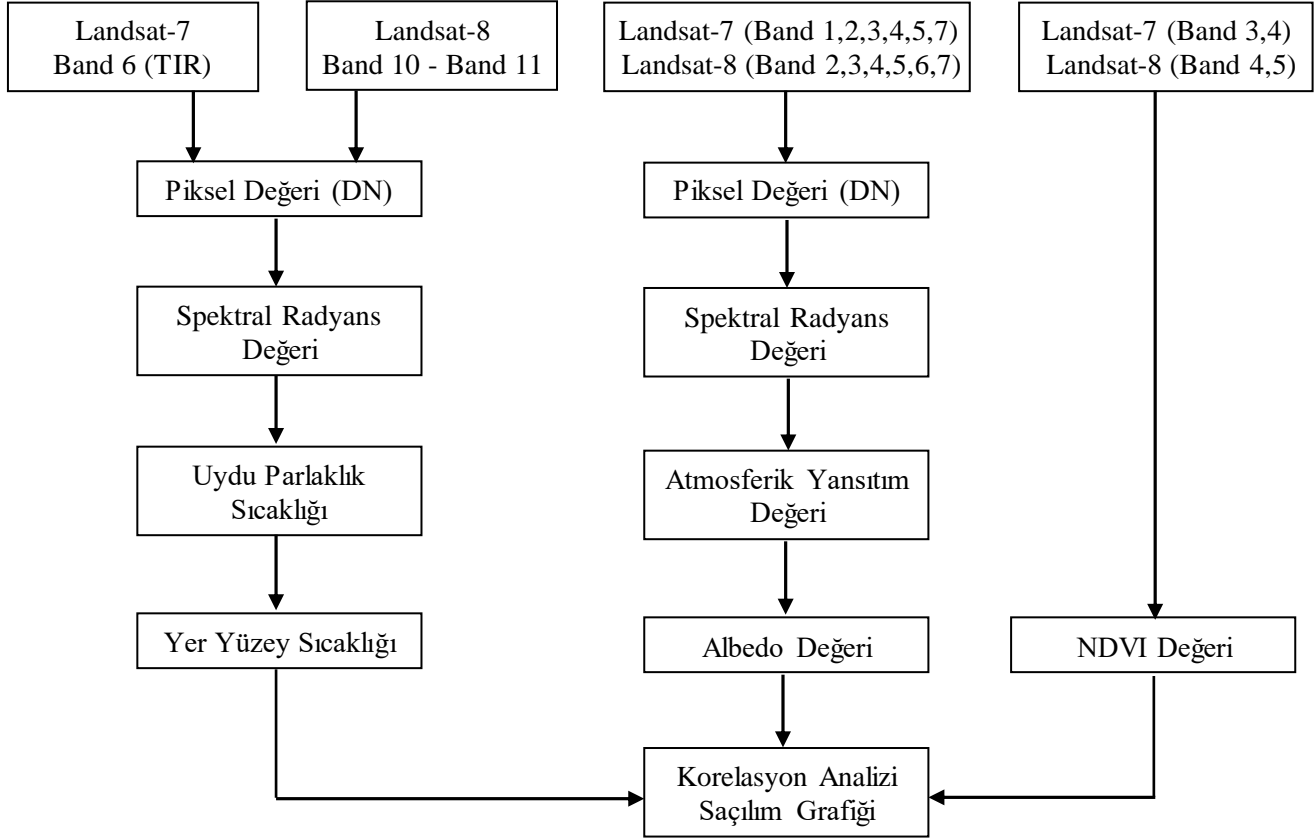 Landsat-7
Band 6 (TIR)
Landsat-8
Band 10 - Band 11
Landsat-7 (Band 1,2,3,4,5,7)
Landsat-8 (Band 2,3,4,5,6,7)
Landsat-7 (Band 3,4)
Landsat-8 (Band 4,5)
Piksel Değeri (DN)
Piksel Değeri (DN)
Spektral Radyans
Değeri
Spektral Radyans
Değeri
Uydu Parlaklık
Sıcaklığı
Atmosferik Yansıtım
Değeri
Yer Yüzey Sıcaklığı
Albedo Değeri
NDVI Değeri
Korelasyon Analizi
Saçılım Grafiği